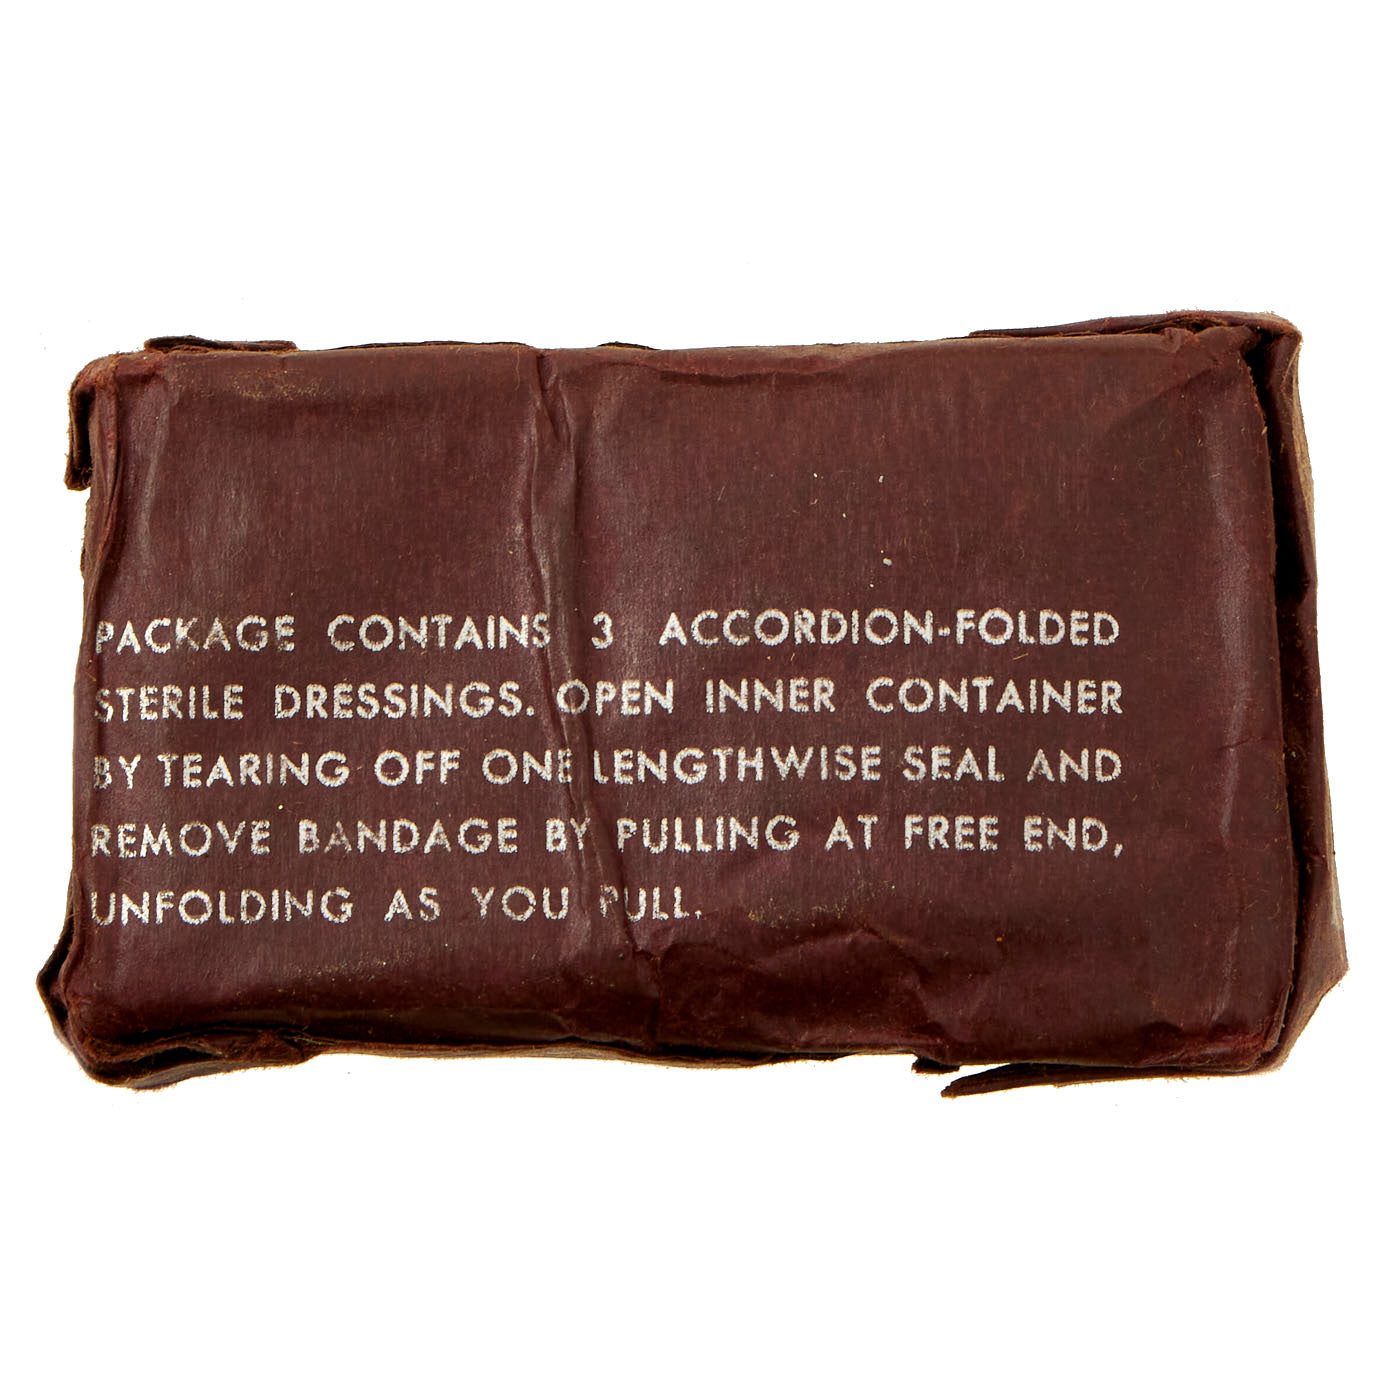 PACKAGE CONTAINS 3 ACCORDION-FOLDED
STERILE DRESSINGS. OPEN INNER CONTAINER
BY TEARING OFF ONE LENGTHWISE SEAL AND
REMOVE BANDAGE BY PULLING AT FREE END,
UNFOLDING AS YOU PULL.